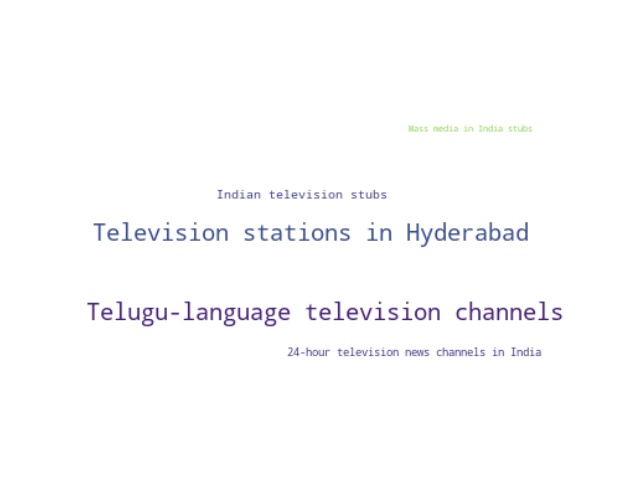 Mass media in India stubs
Indian television stubs
Television stations in Hyderabad
Telugu-language television channels
24-hour television news channels in India